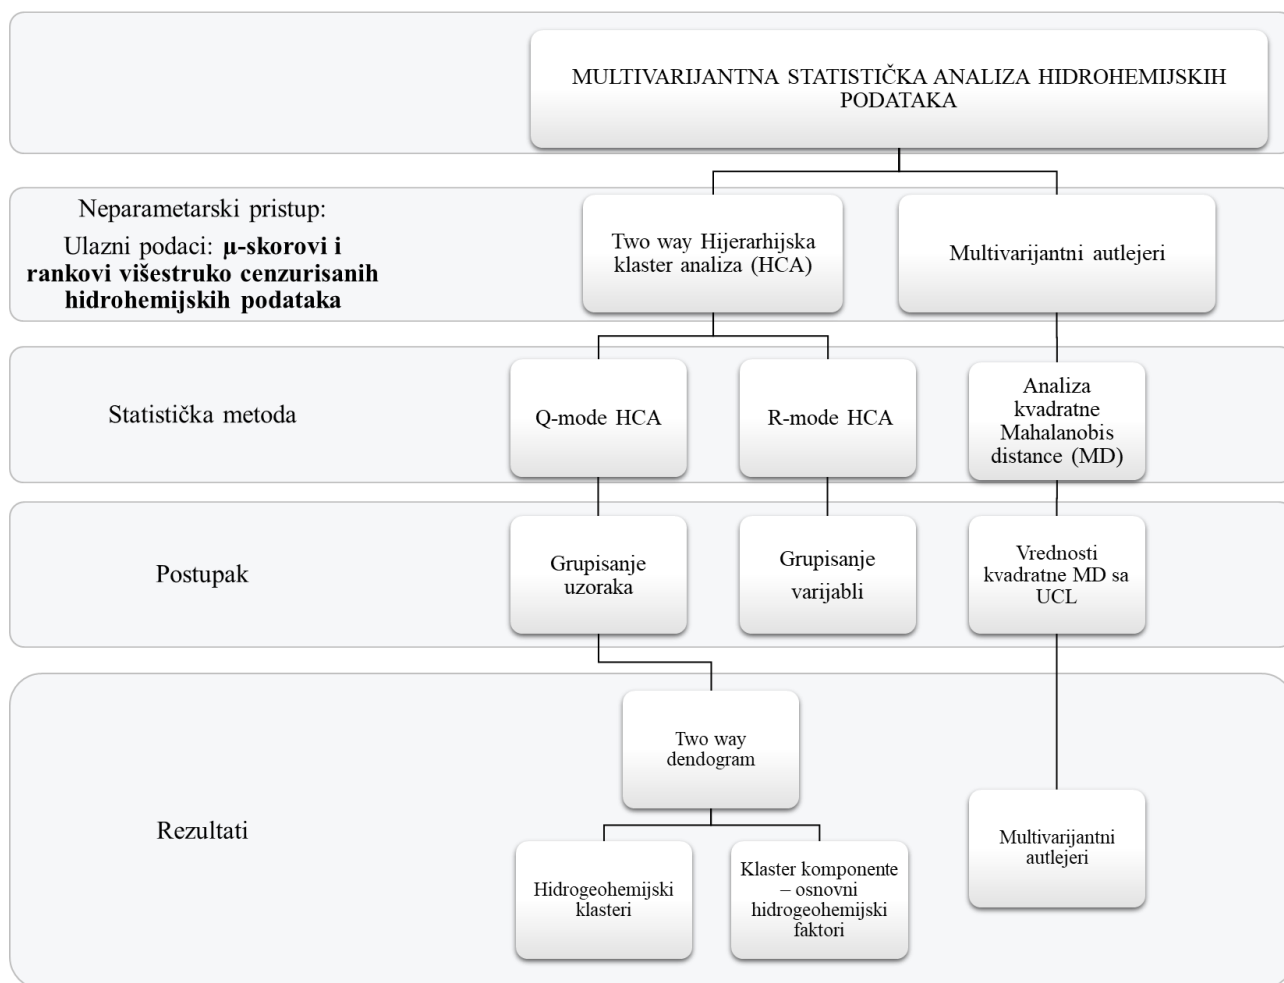 MULTIVARIJANTNA STATISTIČKA ANALIZA HIDROHEMIJSKIH
PODATAKA
Neparametarski pristup:
Ulazni podaci: μ-skorovi i
rankovi višestruko cenzurisanih
hidrohemijskih podataka
Two way Hijerarhijska
klaster analiza (HCA)
Multivarijantni autlejeri
Statistička metoda
Q-mode HCA
R-mode HCA
Analiza
kvadratne
Mahalanobis
distance (MD)
Postupak
Grupisanje
uzoraka
Grupisanje
varijabli
Vrednosti
kvadratne MD sa
UCL
Rezultati
Two way
dendogram
Hidrogeohemijski
klasteri
Klaster komponente
– osnovni
hidrogeohemijski
faktori
Multivarijantni
autlejeri